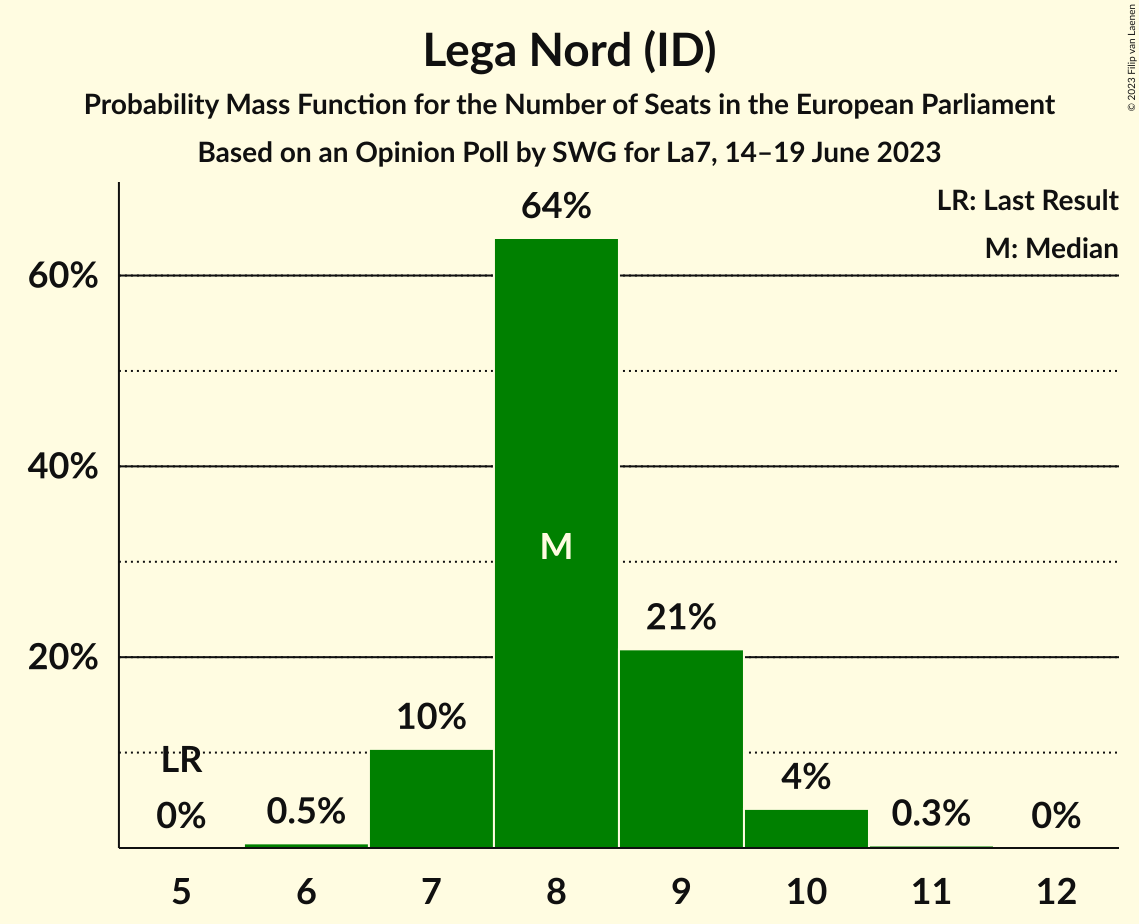 Lega Nord (ID)
Probability Mass Function for the Number of Seats in the European Parliament
Based on an Opinion Poll by SWG for La7, 14–19 June 2023
© 2023 Filip van Laenen
LR: Last Result
M: Median
64%
60%
40%
M
21%
20%
10%
LR
4%
0%
0.5%
0.3%
0%
5 6 7 8 9 10 11 12